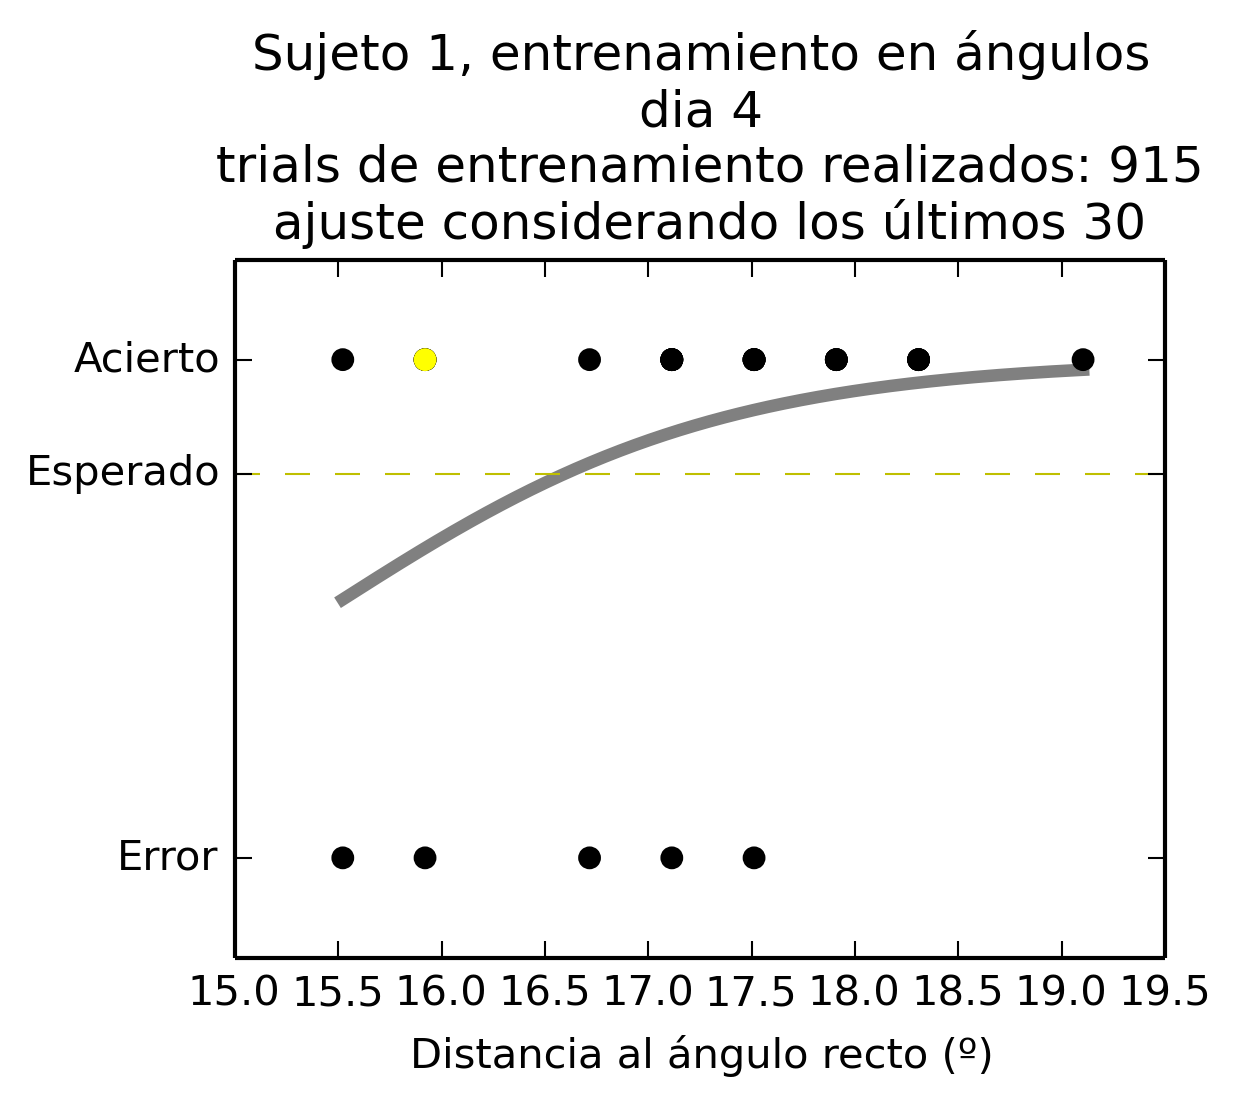 Sujeto 1, entrenamiento en ángulos
dia 4
trials de entrenamiento realizados: 915
ajuste considerando los últimos 30
Acierto
Esperado
Error
15.0 15.5 16.0 16.5 17.0 17.5 18.0 18.5 19.0 19.5
Distancia al ángulo recto (º)